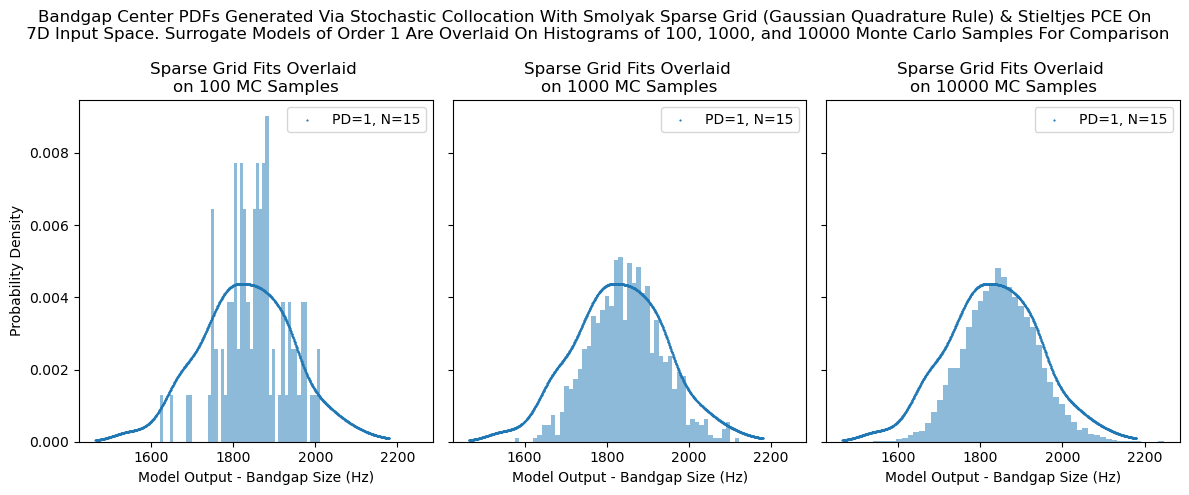 Bandgap Center PDFs Generated Via Stochastic Collocation With Smolyak Sparse Grid (Gaussian Quadrature Rule) & Stieltjes PCE On
7D Input Space. Surrogate Models of Order 1 Are Overlaid On Histograms of 100, 1000, and 10000 Monte Carlo Samples For Comparison
Sparse Grid Fits Overlaid
on 100 MC Samples
PD=1, N=15
0.008
0.006
0.004
0.002
0.000
Probability Density
1600 1800 2000 2200
Model Output - Bandgap Size (Hz)
Sparse Grid Fits Overlaid
on 1000 MC Samples
PD=1, N=15
1600 1800 2000 2200
Model Output - Bandgap Size (Hz)
Sparse Grid Fits Overlaid
on 10000 MC Samples
PD=1, N=15
1600 1800 2000 2200
Model Output - Bandgap Size (Hz)